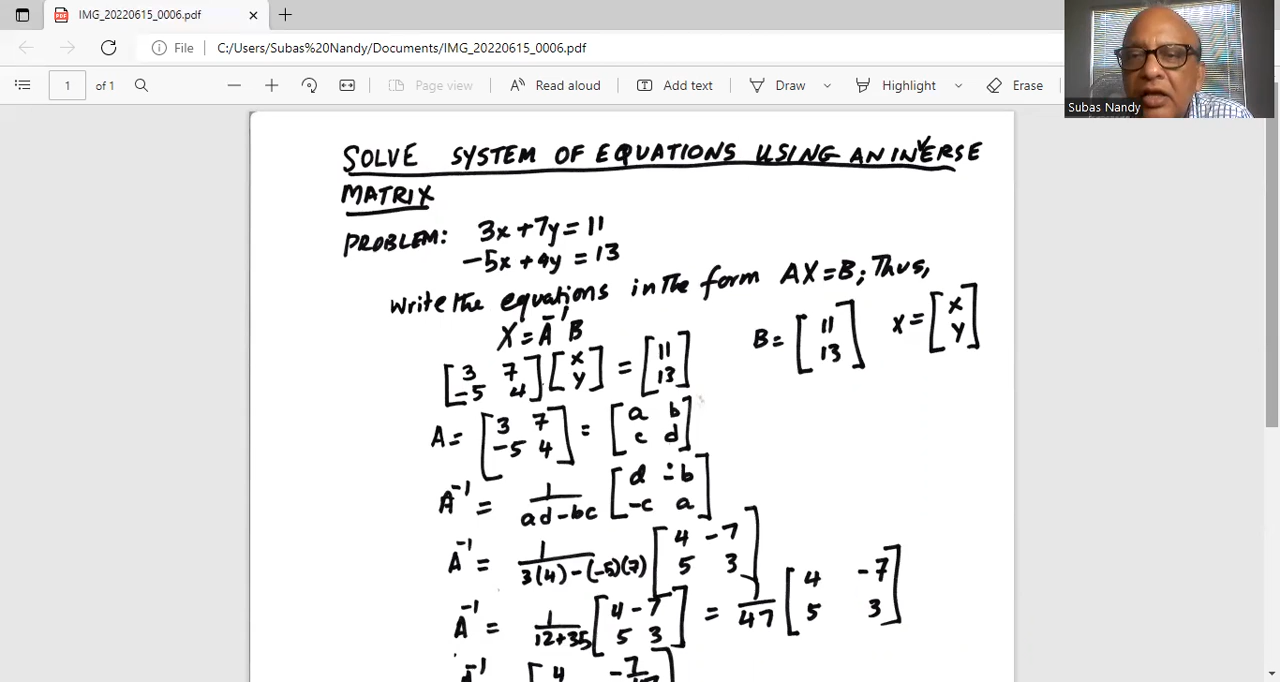 IMG_20220615_0006.pdf
File C:/Users/Subas%20Nandy/Documents/IMG_20220615_0006.pdf
1 of 1 Page view Read aloud Add text Draw Highlight Erase
Subas Nandy
SOLVE SYSTEM OF EQUATIONS USING AN INVERSE
MATRIX
PROBLEM: 3x + 7y = 11
-5x + 4y = 13
Write the equations in the form AX = B; Thus,
X = A⁻¹ B
B = [11 13] X = [x y]
[3 7 -5 4] [x y] = [11 13]
A = [3 7 -5 4] = [a b c d]
A⁻¹ = 1/ad-bc [d -b -c a]
A⁻¹ = 1/3(4)-(-5)(7) [4 -7 5 3]
A⁻¹ = 1/12+35 [4 -7 5 3] = 1/47 [4 -7 5 3]